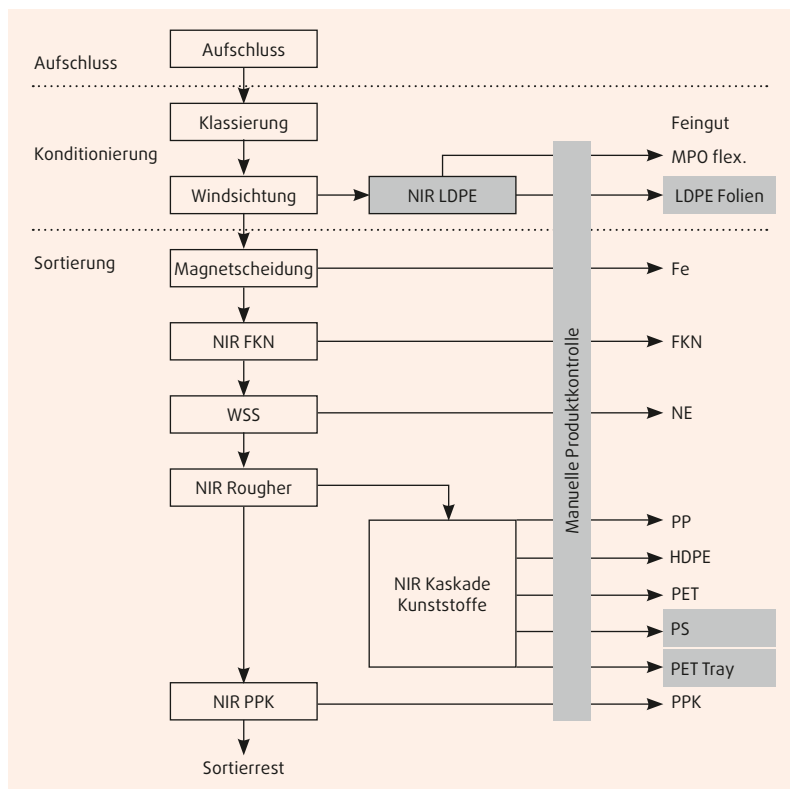 Aufschluss
Aufschluss
Klassierung
Feingut
Konditionierung
MPO flex.
Windsichtung
NIR LDPE
LDPE Folien
Sortierung
Magnetscheidung
Fe
NIR FKN
FKN
WSS
NE
Manuelle Produktkontrolle
NIR Rougher
NIR Kaskade
Kunststoffe
PP
HDPE
PET
PS
PET Tray
NIR PPK
PPK
Sortierrest